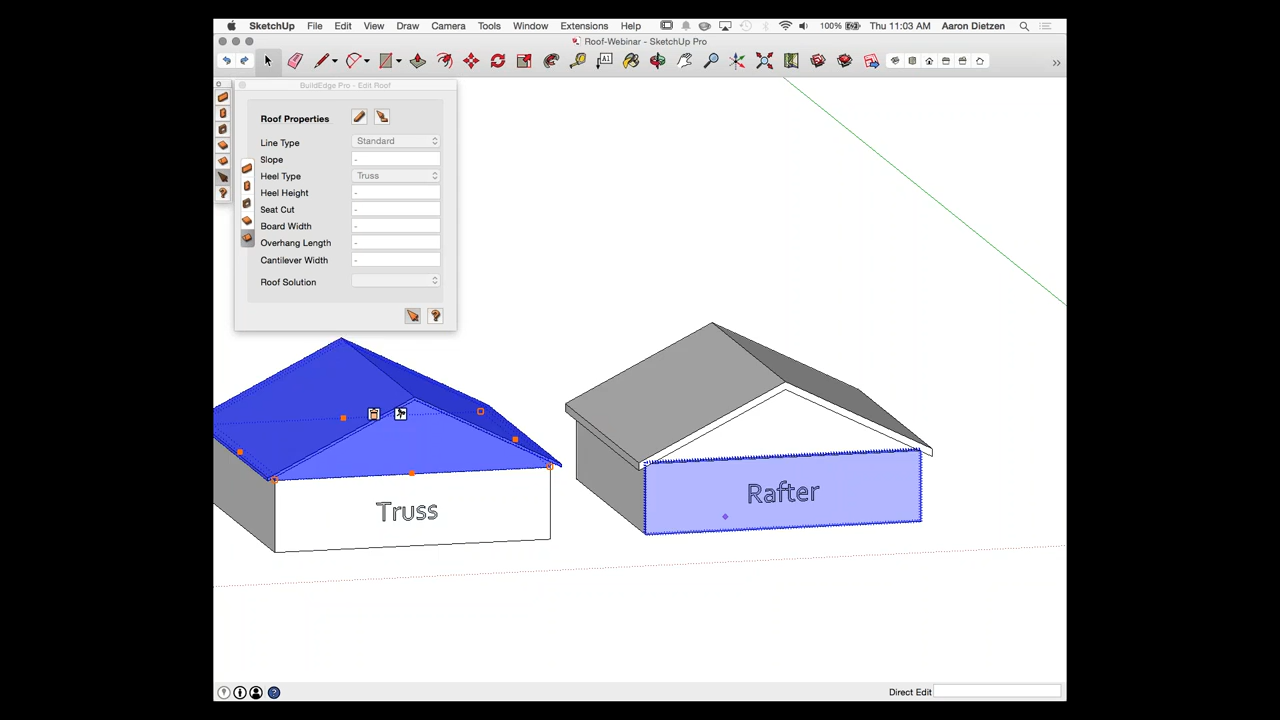 SketchUp File Edit View Draw Camera Tools Window Extensions Help 100% Thu 11:03 AM Aaron Dietzen
Roof-Webinar - SketchUp Pro
A1
BuildEdge Pro - Edit Roof
Roof Properties
Line Type Standard
Slope -
Heel Type Truss
Heel Height -
Seat Cut -
Board Width -
Overhang Length -
Cantilever Width -
Roof Solution
Truss
Rafter
Direct Edit